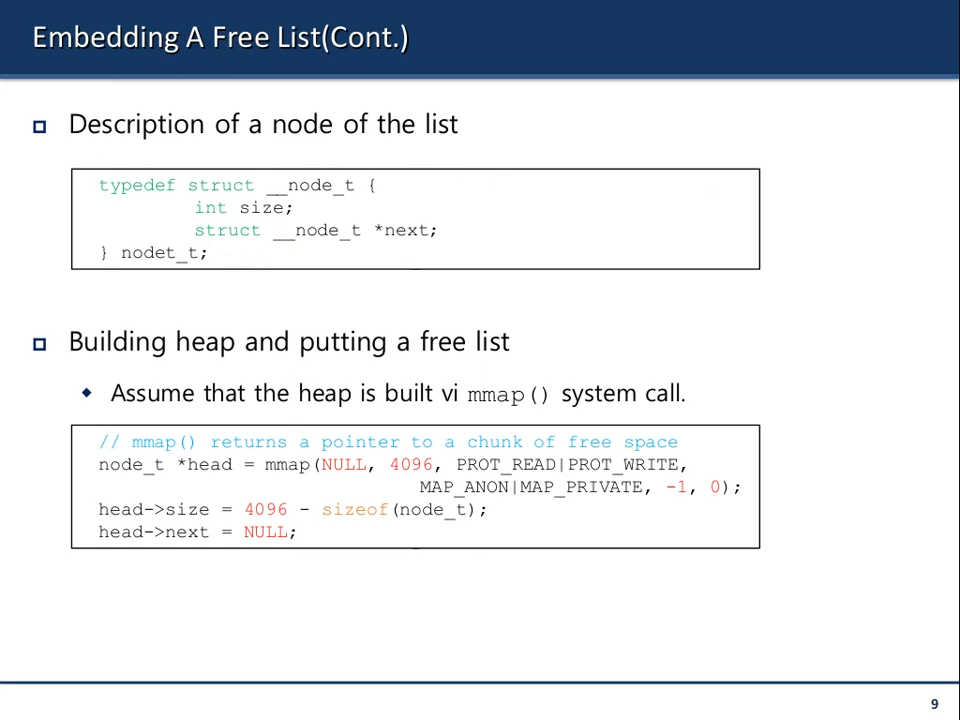 Embedding A Free List(Cont.)
Description of a node of the list
typedef struct __node_t {
int size;
struct __node_t *next;
} nodet_t;
Building heap and putting a free list
Assume that the heap is built vi mmap() system call.
// mmap() returns a pointer to a chunk of free space
node_t *head = mmap(NULL, 4096, PROT_READ|PROT_WRITE,
MAP_ANON|MAP_PRIVATE, -1, 0);
head->size = 4096 - sizeof(node_t);
head->next = NULL;
9